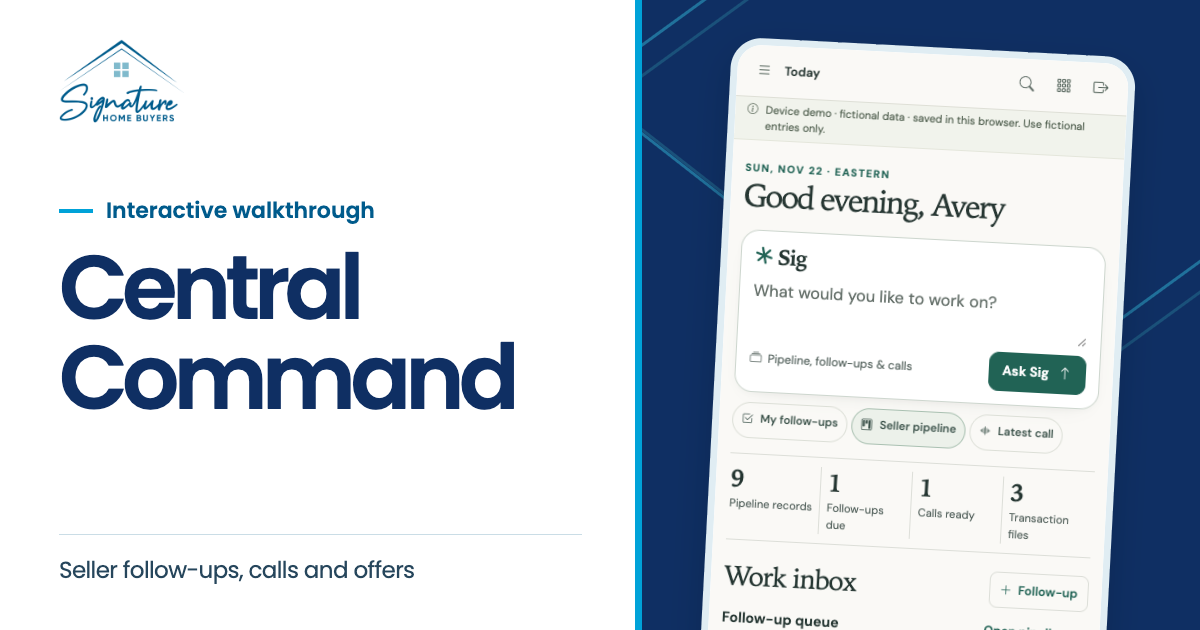 Signature
HOME BUYERS
Interactive walkthrough
Central
Command
Seller follow-ups, calls and offers
Today
Device demo · fictional data · saved in this browser. Use fictional
entries only.
SUN, NOV 22 · EASTERN
Good evening, Avery
Sig
What would you like to work on?
Pipeline, follow-ups & calls
Ask Sig ↑
My follow-ups
Seller pipeline
Latest call
9
Pipeline records
1
Follow-ups
due
1
Calls ready
3
Transaction
files
Work inbox
+ Follow-up
Follow-up queue